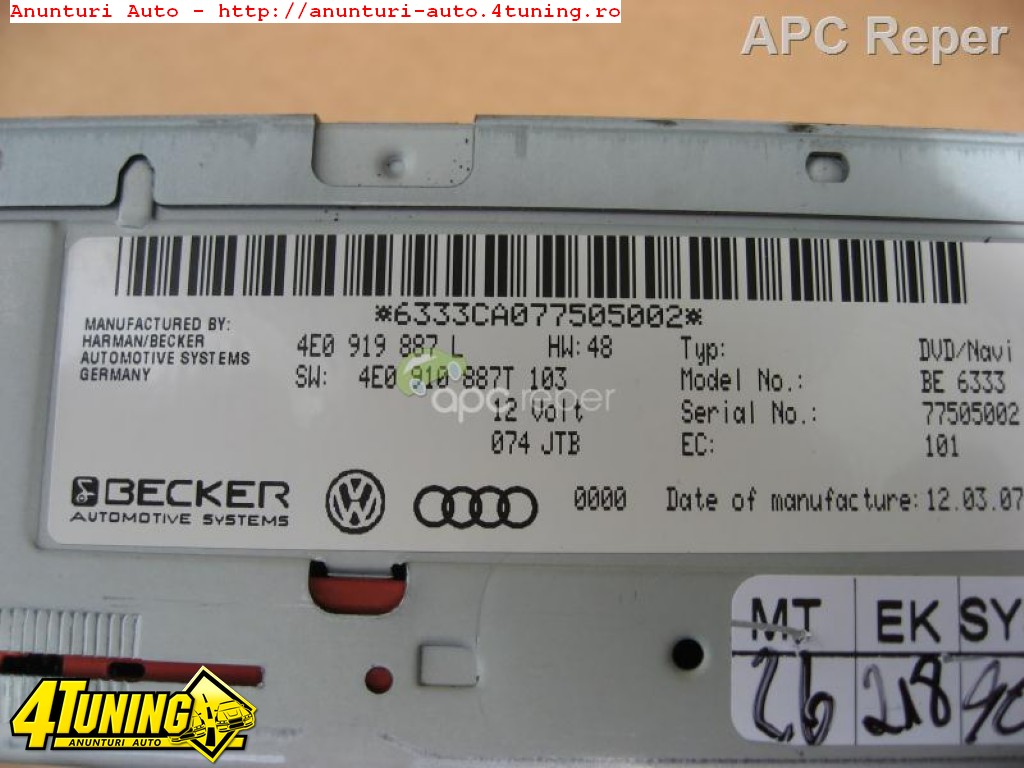 Anunturi Auto - http://anunturi-auto.4tuning.ro
APC Reper
*6333CA077505002*
MANUFACTURED BY:
HARMAN/BECKER
AUTOMOTIVE SYSTEMS
GERMANY
4E0 919 887 L HW:48
SW: 4E0 910 887T 103
12 Volt
074 JTB
Typ: DVD/Navi
Model No.: BE 6333
Serial No.: 77505002
EC: 101
apc reper
BECKER
AUTOMOTIVE SYSTEMS
0000 Date of manufacture: 12.03.07
MT EK SY
26 218
4TUNING
ANUNTURI AUTO